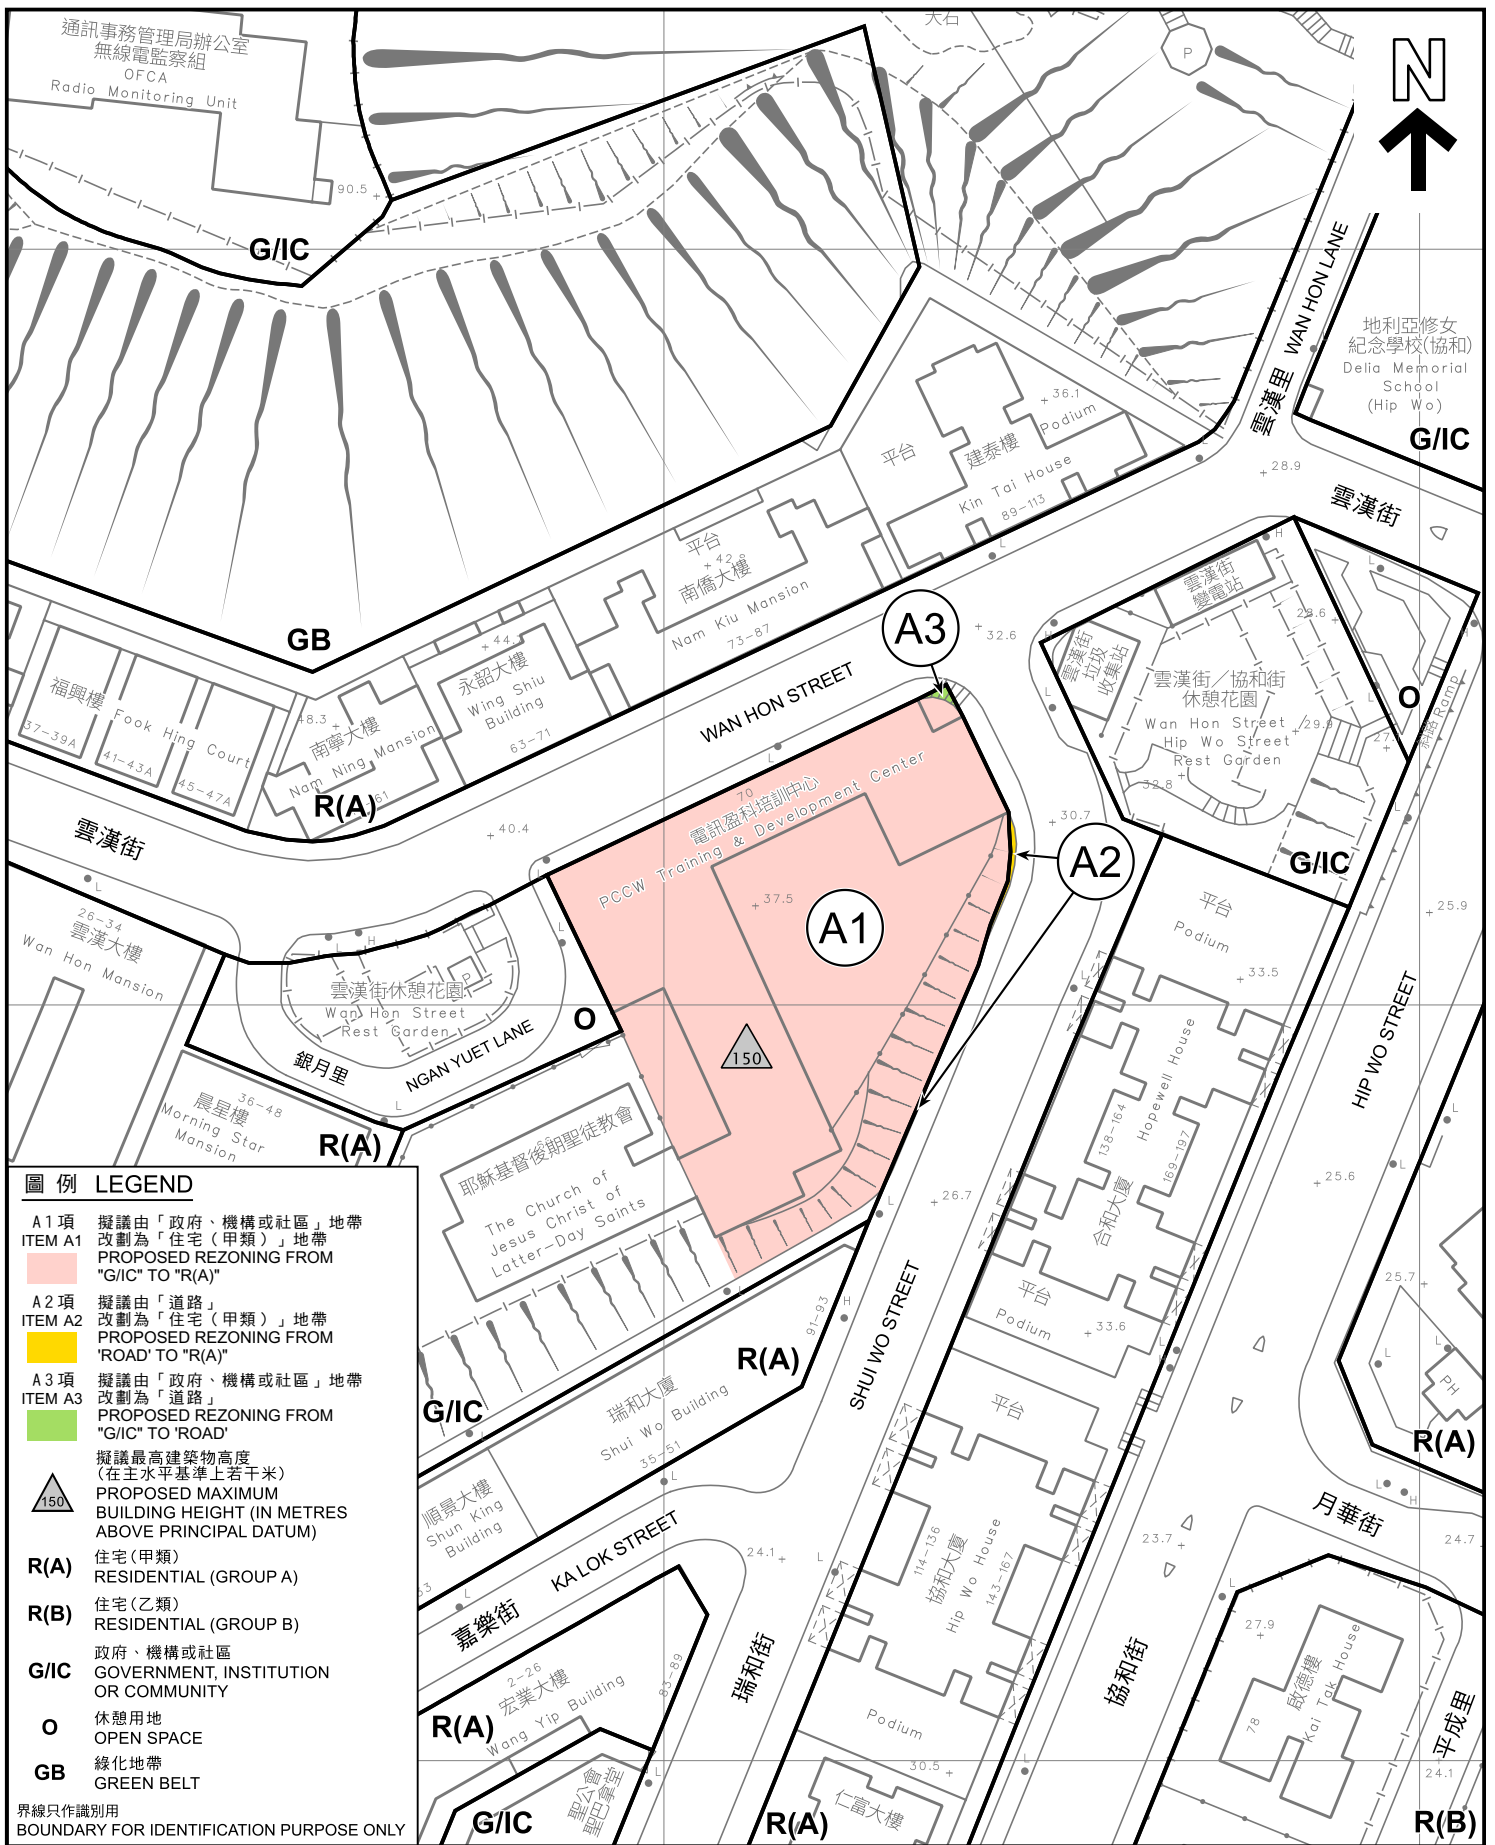 通訊事務管理局辦公室
無線電監察組
OFCA
Radio Monitoring Unit
大石
P
N
90.5
G/IC
雲漢里 WAN HON LANE
地利亞修女
紀念學校(協和)
Delia Memorial
School
(Hip Wo)
G/IC
36.1
Podium
平台
建泰樓
Kin Tai House
89-113
28.9
雲漢街
平台
南僑大樓
Nam Kiu Mansion
73-87
GB
永韶大樓
Wing Shiu
Building
63-71
A3
32.6
雲漢街
變電站
28.6
雲漢街
垃圾
收集站
雲漢街／協和街
休憩花園
Wan Hon Street
Hip Wo Street
Rest Garden
29.9
32.8
O
斜路 Ramp
福興樓 Fook Hing Court
37-39A
41-43A
45-47A
48.3
南寧大樓
Nam Ning Mansion
R(A)
WAN HON STREET
雲漢街
40.4
70
電訊盈科培訓中心
PCCW Training & Development Center
37.5
A1
150
30.7
A2
G/IC
26-34
雲漢大樓
Wan Hon Mansion
雲漢街休憩花園
Wan Hon Street
Rest Garden
P
O
銀月里
NGAN YUET LANE
平台
Podium
33.5
25.9
HIP WO STREET
36-48
晨星樓
Morning Star
Mansion
R(A)
耶穌基督後期聖徒教會
The Church of
Jesus Christ of
Latter-Day Saints
138-164
Hopewell House
169-197
合和大廈
26.7
25.6
平台
Podium
33.6
25.7
SHUI WO STREET
91-93
R(A)
G/IC
瑞和大廈
Shui Wo Building
35-51
平台
PH
R(A)
順景大樓
Shun King
Building
KA LOK STREET
嘉樂街
24.1
114-136
協和大廈
Hip Wo House
143-167
23.7
月華街
24.7
2-26
宏業大樓
Wang Yip Building
83-89
R(A)
瑞和街
協和街
27.9
啟德樓
Kai Tak House
78
平成里
24.1
Podium
30.5
G/IC
聖公會
聖巴拿堂
R(A)
仁富大樓
R(B)
圖 例 LEGEND
A1項 擬議由「政府、機構或社區」地帶
ITEM A1 改劃為「住宅（甲類）」地帶
PROPOSED REZONING FROM
"G/IC" TO "R(A)"
A2項 擬議由「道路」
ITEM A2 改劃為「住宅（甲類）」地帶
PROPOSED REZONING FROM
'ROAD' TO "R(A)"
A3項 擬議由「政府、機構或社區」地帶
ITEM A3 改劃為「道路」
PROPOSED REZONING FROM
"G/IC" TO 'ROAD'
擬議最高建築物高度
（在主水平基準上若干米）
150 PROPOSED MAXIMUM
BUILDING HEIGHT (IN METRES
ABOVE PRINCIPAL DATUM)
R(A) 住宅（甲類）
RESIDENTIAL (GROUP A)
R(B) 住宅（乙類）
RESIDENTIAL (GROUP B)
G/IC 政府、機構或社區
GOVERNMENT, INSTITUTION
OR COMMUNITY
O 休憩用地
OPEN SPACE
GB 綠化地帶
GREEN BELT
界線只作識別用
BOUNDARY FOR IDENTIFICATION PURPOSE ONLY